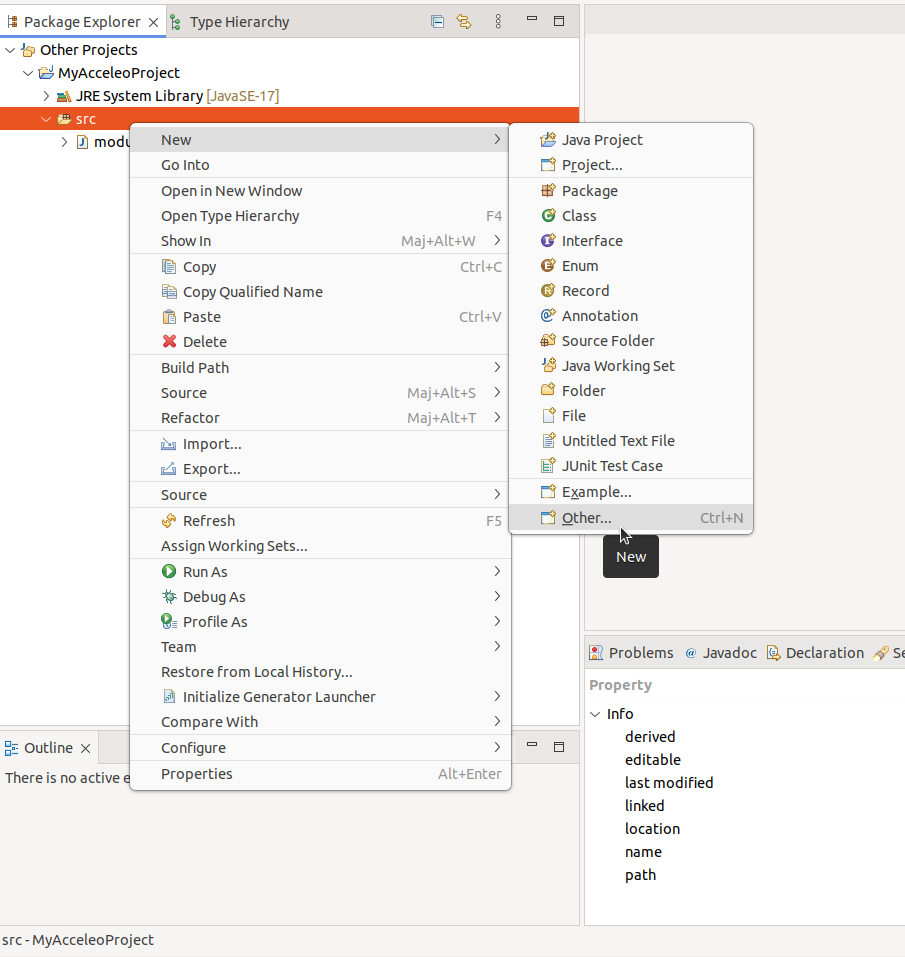 Package Explorer
Type Hierarchy
Other Projects
MyAcceleoProject
JRE System Library [JavaSE-17]
src
New
Go Into
Open in New Window
Open Type Hierarchy F4
Show In Maj+Alt+W
Copy Ctrl+C
Copy Qualified Name
Paste Ctrl+V
Delete
Build Path
Source Maj+Alt+S
Refactor Maj+Alt+T
Import...
Export...
Source
Refresh F5
Assign Working Sets...
Run As
Debug As
Profile As
Team
Restore from Local History...
Initialize Generator Launcher
Compare With
Configure
Properties Alt+Enter
Java Project
Project...
Package
Class
Interface
Enum
Record
Annotation
Source Folder
Java Working Set
Folder
File
Untitled Text File
JUnit Test Case
Example...
Other... Ctrl+N
New
Problems @ Javadoc Declaration
Property
Info
derived
editable
last modified
linked
location
name
path
Outline
There is no active
src - MyAcceleoProject